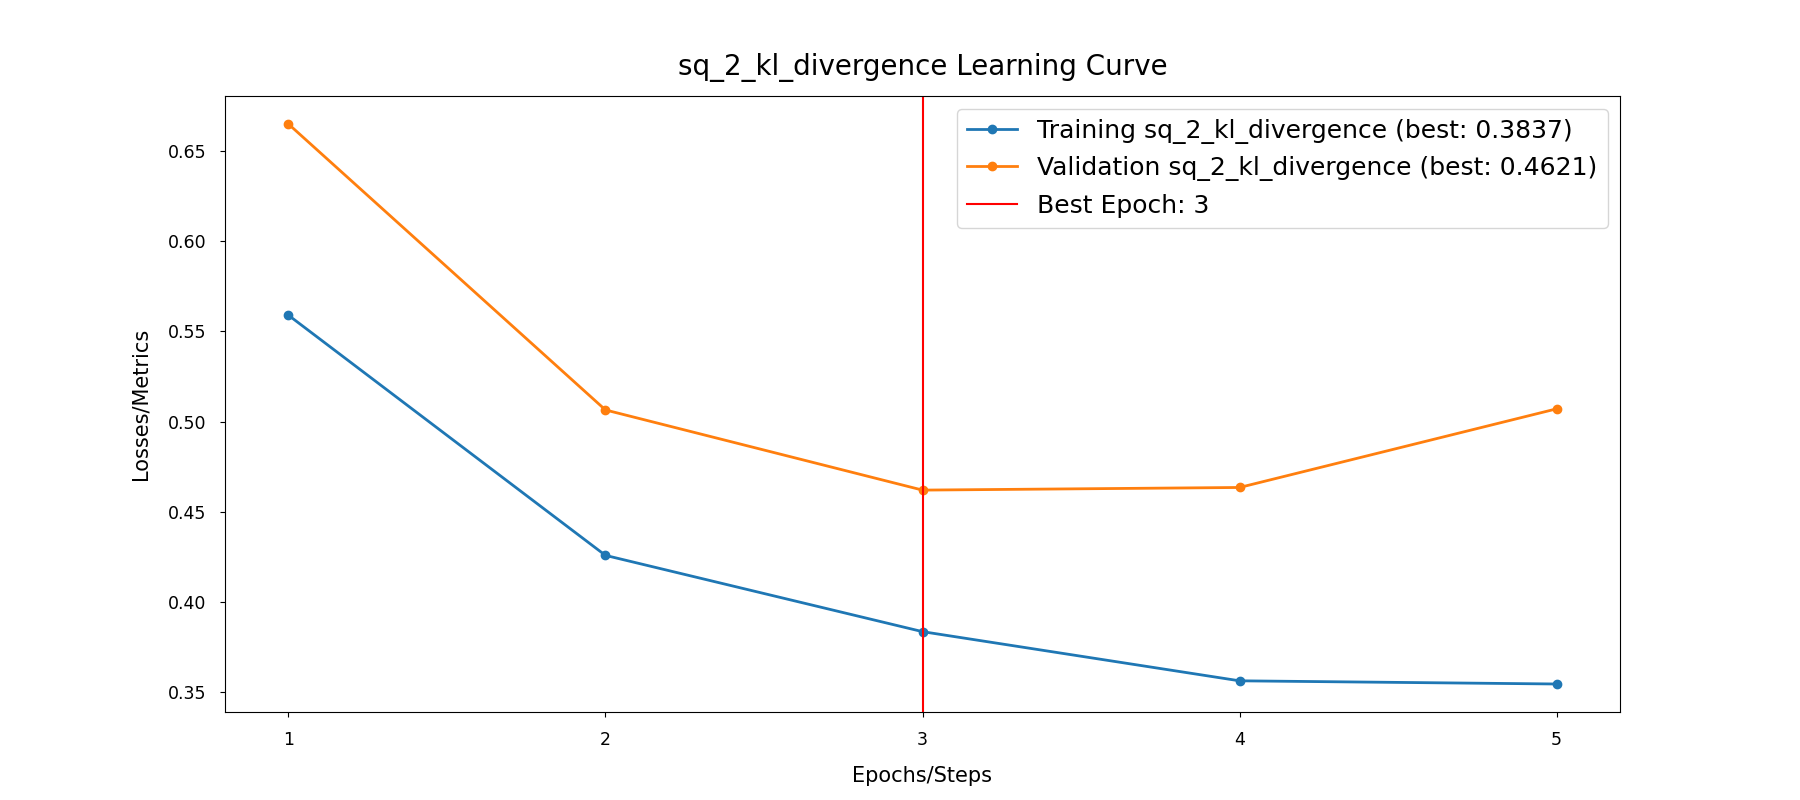 sq_2_kl_divergence Learning Curve
Training sq_2_kl_divergence (best: 0.3837)
Validation sq_2_kl_divergence (best: 0.4621)
Best Epoch: 3
Losses/Metrics
0.65
0.60
0.55
0.50
0.45
0.40
0.35
1 2 3 4 5
Epochs/Steps